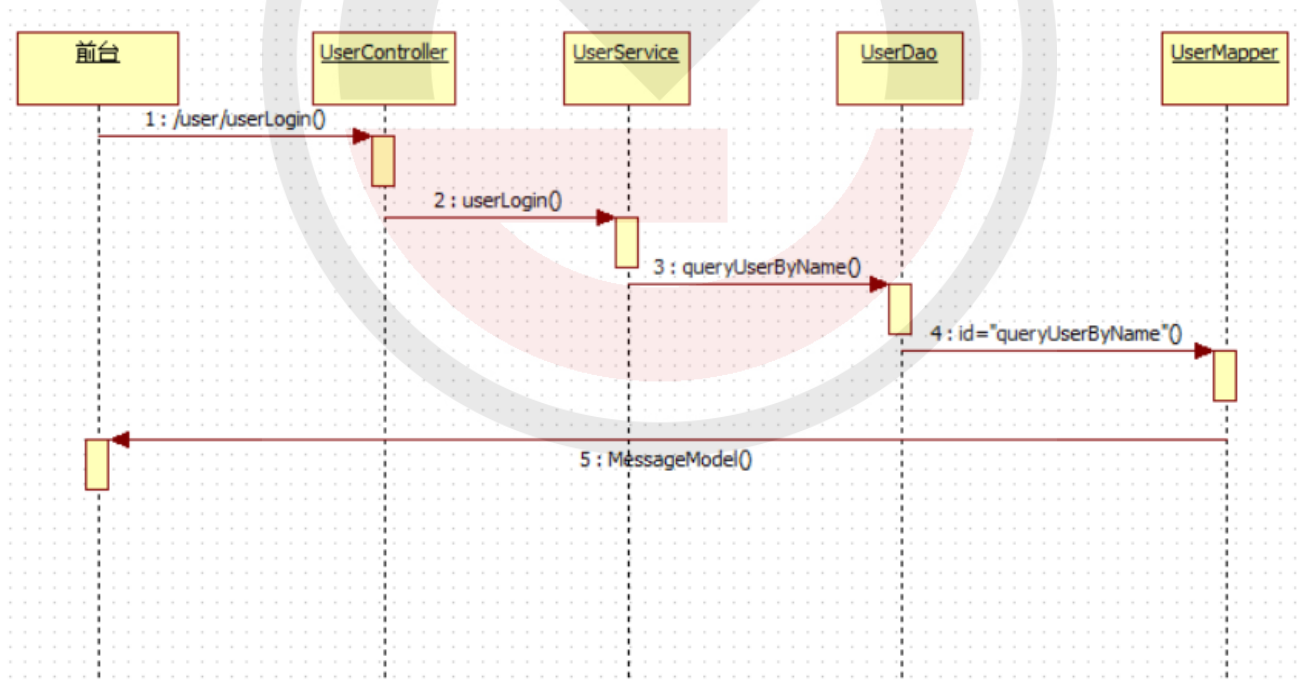 前台
UserController
UserService
UserDao
UserMapper
1 : /user/userLogin()
2 : userLogin()
3 : queryUserByName()
4 : id="queryUserByName"()
5 : MessageModel()